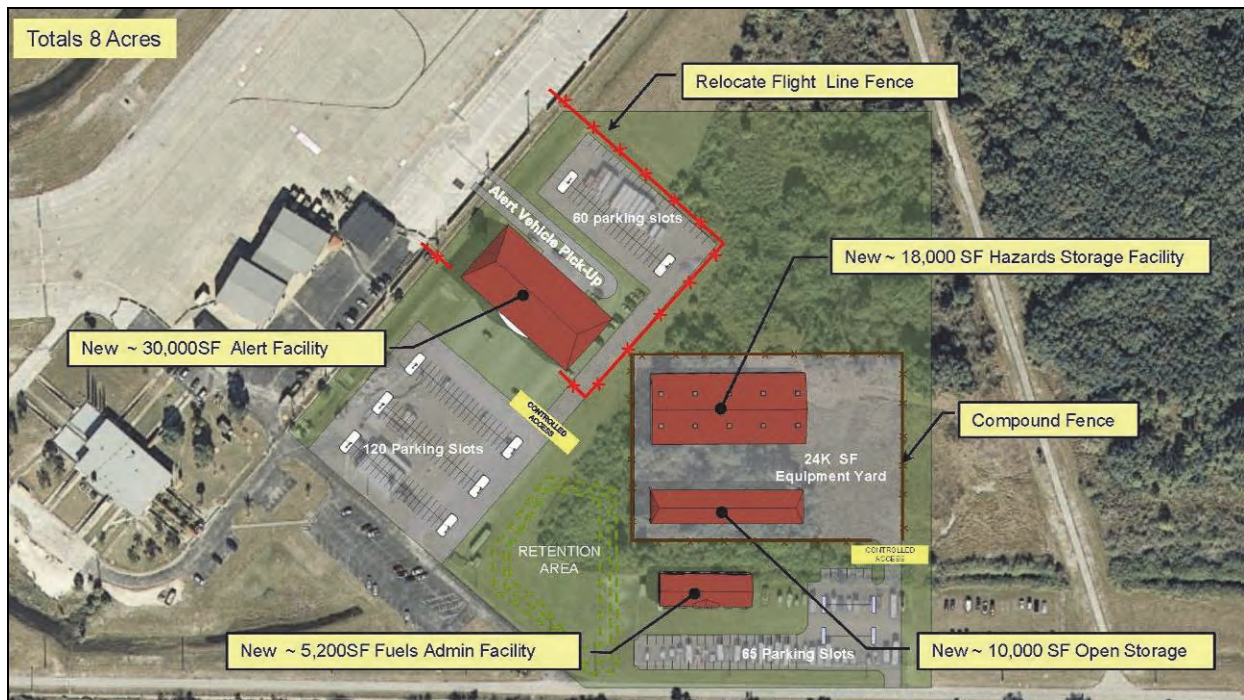 Totals 8 Acres
Relocate Flight Line Fence
60 parking slots
Alert Vehicle Pick-Up
New ~ 18,000 SF Hazards Storage Facility
New ~ 30,000SF Alert Facility
CONTROLLED
ACCESS
Compound Fence
120 Parking Slots
24K SF
Equipment Yard
RETENTION
AREA
CONTROLLED
ACCESS
New ~ 5,200SF Fuels Admin Facility
65 Parking Slots
New ~ 10,000 SF Open Storage